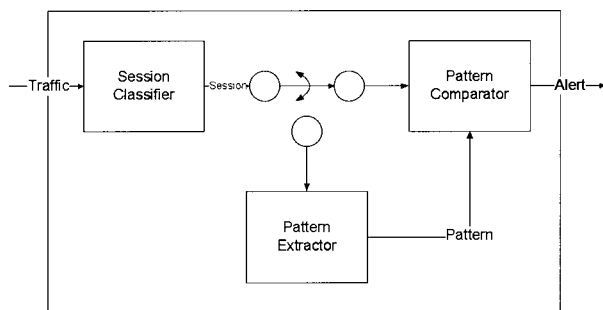 Traffic
Session
Classifier
Session
Pattern
Comparator
Alert
Pattern
Extractor
Pattern